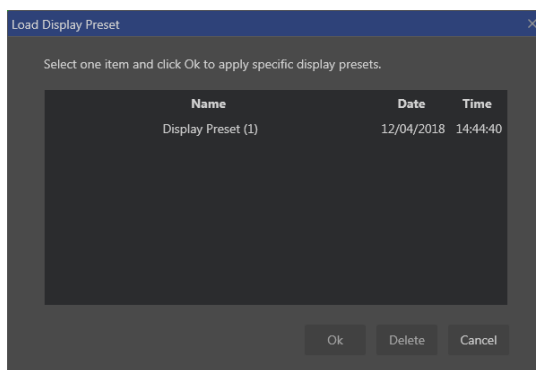 Load Display Preset
Select one item and click Ok to apply specific display presets.
Name Date Time
Display Preset (1) 12/04/2018 14:44:40
Ok Delete Cancel